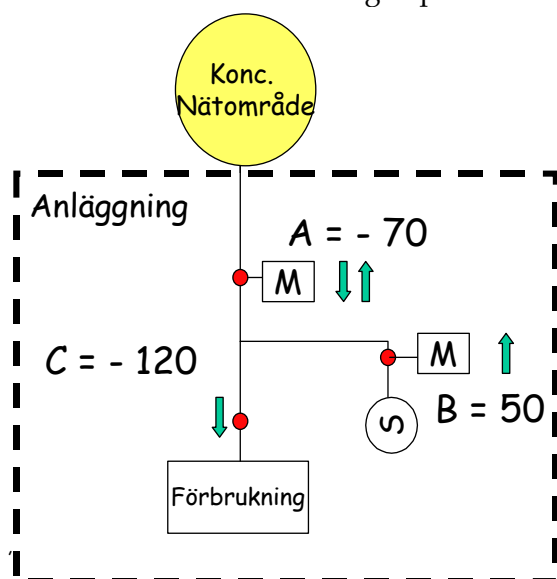 Konc.
Nätområde
Anläggning
A = - 70
M
M
C = - 120
B = 50
S
Förbrukning